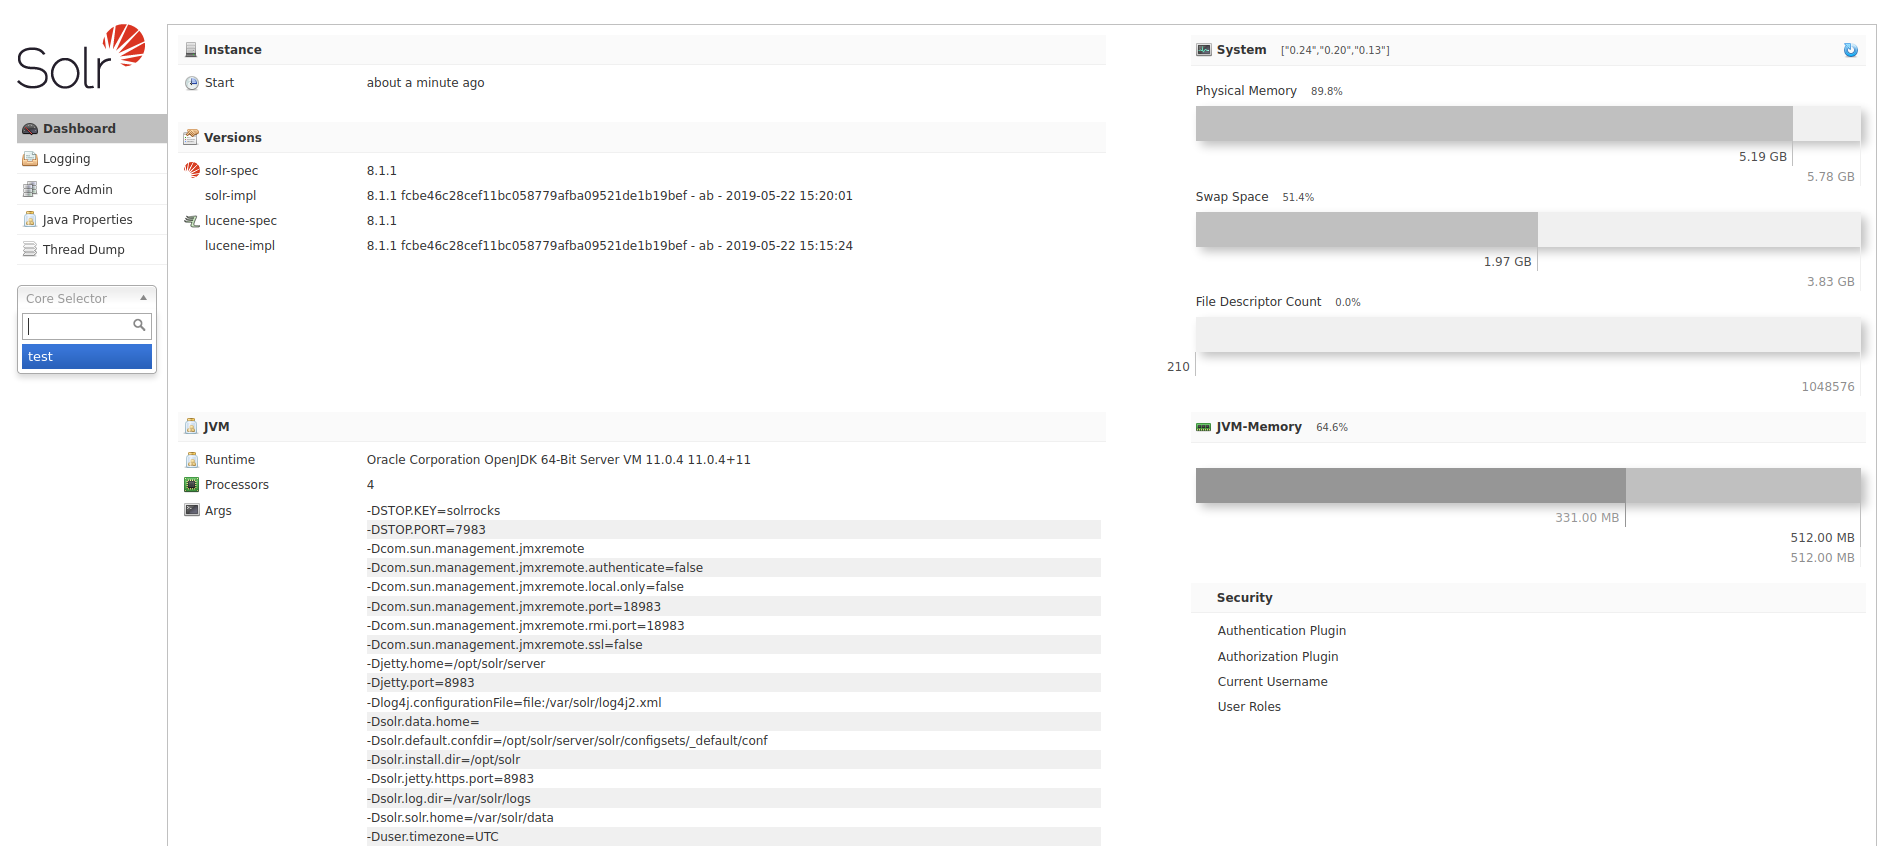 Solr
Dashboard
Logging
Core Admin
Java Properties
Thread Dump
Core Selector
test
Instance
Start about a minute ago
Versions
solr-spec 8.1.1
solr-impl 8.1.1 fcbe46c28cef11bc058779afba09521de1b19bef - ab - 2019-05-22 15:20:01
lucene-spec 8.1.1
lucene-impl 8.1.1 fcbe46c28cef11bc058779afba09521de1b19bef - ab - 2019-05-22 15:15:24
JVM
Runtime Oracle Corporation OpenJDK 64-Bit Server VM 11.0.4 11.0.4+11
Processors 4
Args -DSTOP.KEY=solrrocks
-DSTOP.PORT=7983
-Dcom.sun.management.jmxremote
-Dcom.sun.management.jmxremote.authenticate=false
-Dcom.sun.management.jmxremote.local.only=false
-Dcom.sun.management.jmxremote.port=18983
-Dcom.sun.management.jmxremote.rmi.port=18983
-Dcom.sun.management.jmxremote.ssl=false
-Djetty.home=/opt/solr/server
-Djetty.port=8983
-Dlog4j.configurationFile=file:/var/solr/log4j2.xml
-Dsolr.data.home=
-Dsolr.default.confdir=/opt/solr/server/solr/configsets/_default/conf
-Dsolr.install.dir=/opt/solr
-Dsolr.jetty.https.port=8983
-Dsolr.log.dir=/var/solr/logs
-Dsolr.solr.home=/var/solr/data
-Duser.timezone=UTC
System ["0.24","0.20","0.13"]
Physical Memory 89.8%
5.19 GB
5.78 GB
Swap Space 51.4%
1.97 GB
3.83 GB
File Descriptor Count 0.0%
210
1048576
JVM-Memory 64.6%
331.00 MB
512.00 MB
512.00 MB
Security
Authentication Plugin
Authorization Plugin
Current Username
User Roles